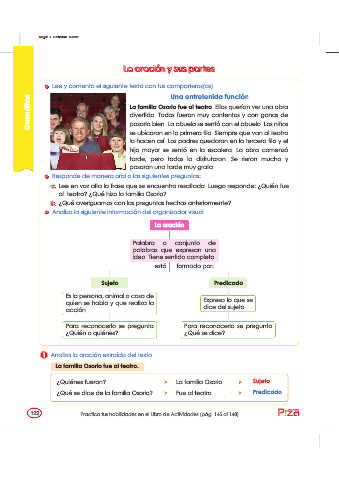 La oración y sus partes
Lee y comenta el siguiente texto con tus compañeros(as)
Una entretenida función
La familia Osorio fue al teatro. Ellos querían ver una obra
divertida. Todos fueron muy contentos y con ganas de
pasarla bien. La abuela se sentó con el abuelo. Los niños
se ubicaron en la primera fila. Siempre que van al teatro
lo hacen así. Los padres quedaron en la tercera fila y el
hijo mayor se sentó en la escalera. La obra comenzó
tarde, pero todos la disfrutaron. Se rieron mucho y
pasaron una tarde muy grata.
Responde de manera oral a las siguientes preguntas:
Lee en voz alta la frase que se encuentra resaltada. Luego responde: ¿Quién fue
al teatro? ¿Qué hizo la familia Osorio?
¿Qué averiguamos con las preguntas hechas anteriormente?
Analiza la siguiente información del organizador visual
La oración
Palabra o conjunto de
palabras que expresan una
idea. Tiene sentido completo
está formado por:
Sujeto
Predicado
Es la persona, animal o cosa de
quien se habla y que realiza la
acción
Expresa lo que se
dice del sujeto
Para reconocerlo se pregunta
¿Quién o quiénes?
Para reconocerlo se pregunta
¿Qué se dice?
1 Analiza la oración extraída del texto
La familia Osorio fue al teatro.
¿Quiénes fueron? La familia Osorio Sujeto
¿Qué se dice de la familia Osorio? Fue al teatro Predicado
122 Practica tus habilidades en el Libro de Actividades (pág. 145 al 148)